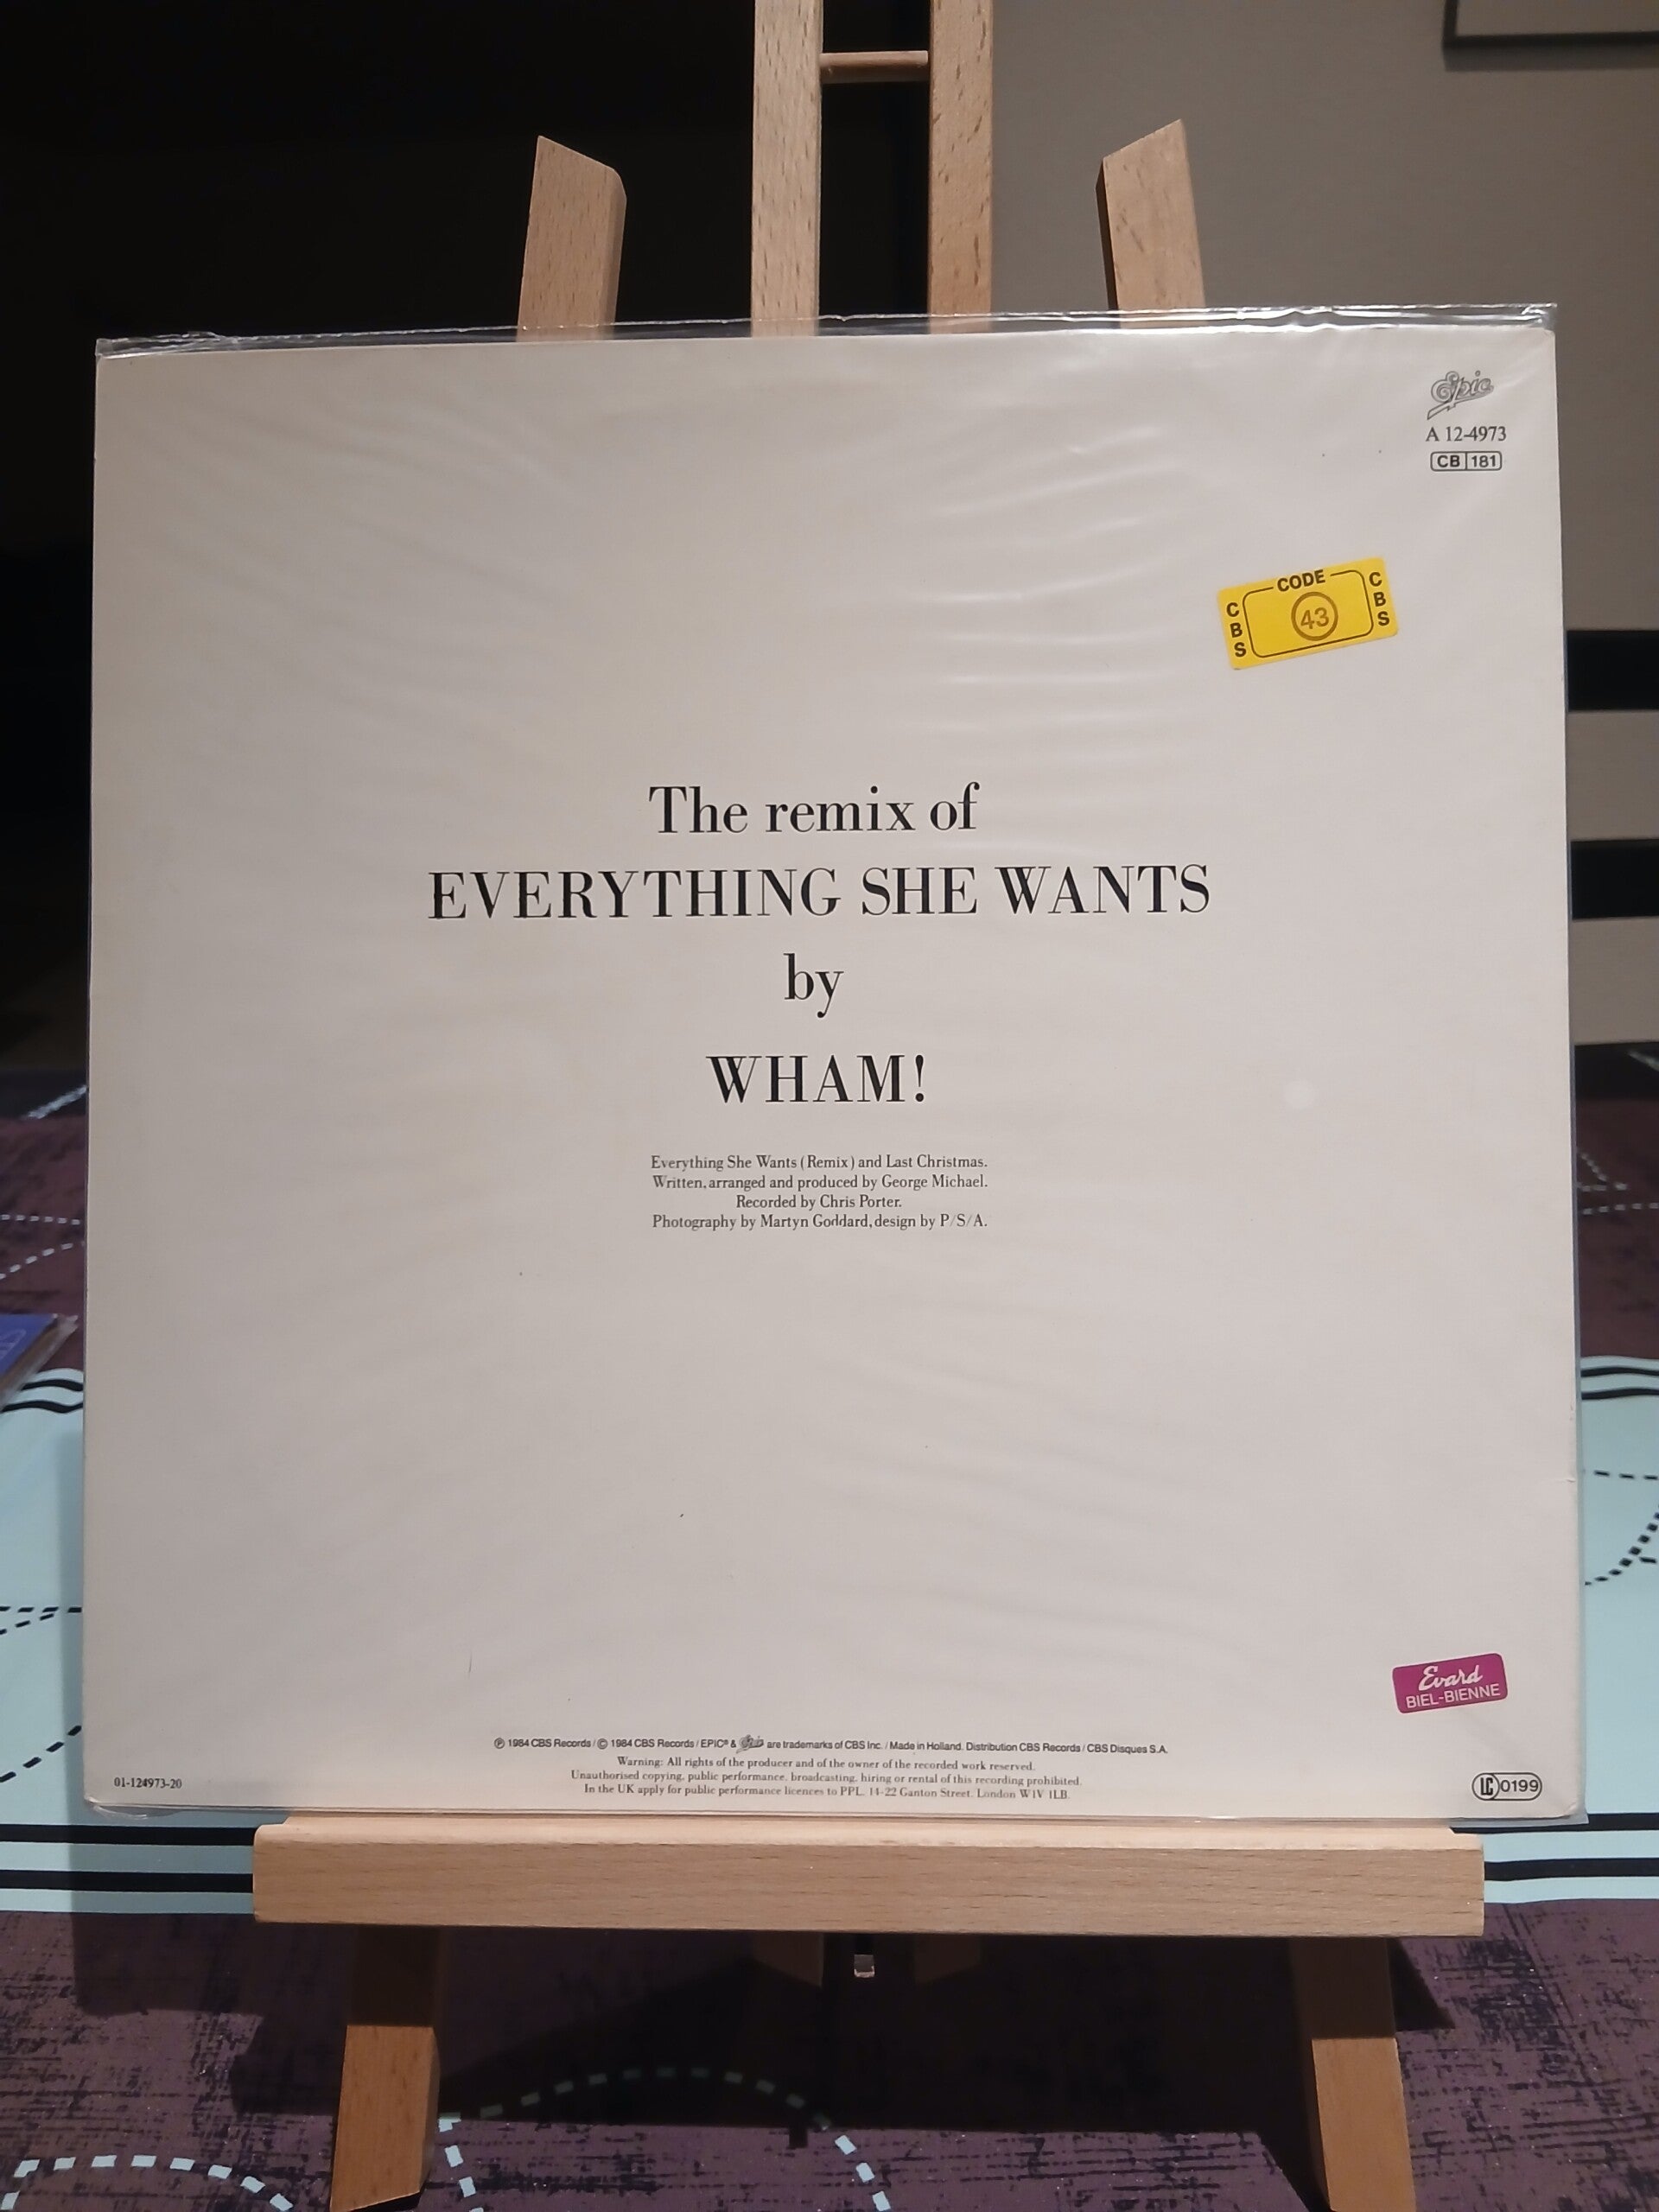 Epic
A 12-4973
CB 181
CODE
CBS
43
CBS
The remix of
EVERYTHING SHE WANTS
by
WHAM!
Everything She Wants (Remix) and Last Christmas.
Written, arranged and produced by George Michael.
Recorded by Chris Porter.
Photography by Martyn Goddard, design by P/S/A.
Evard
BIEL-BIENNE
℗ 1984 CBS Records / © 1984 CBS Records / EPIC® & Epic are trademarks of CBS Inc. / Made in Holland. Distribution CBS Records / CBS Disques S.A.
Warning: All rights of the producer and of the owner of the recorded work reserved.
Unauthorised copying, public performance, broadcasting, hiring or rental of this recording prohibited.
In the UK apply for public performance licences to PPL. 14-22 Ganton Street. London W1V 1LB.
01-124973-20
LC 0199